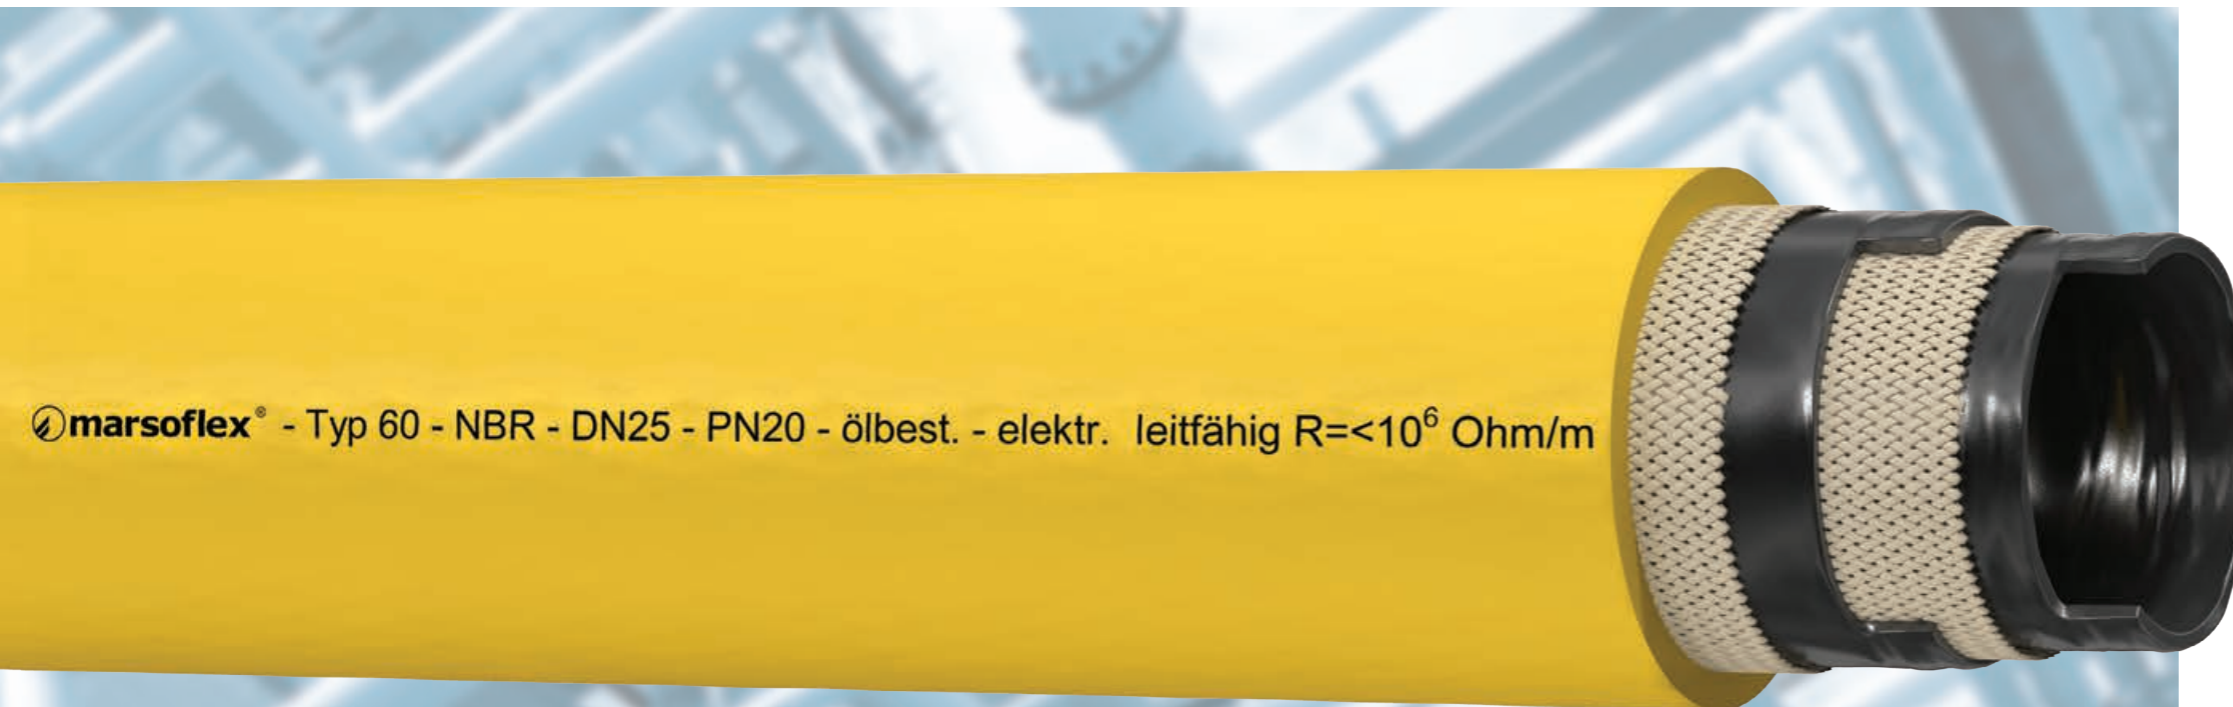 marsoflex® - Typ 60 - NBR - DN25 - PN20 - ölbest. - elektr. leitfähig R=<10⁶ Ohm/m